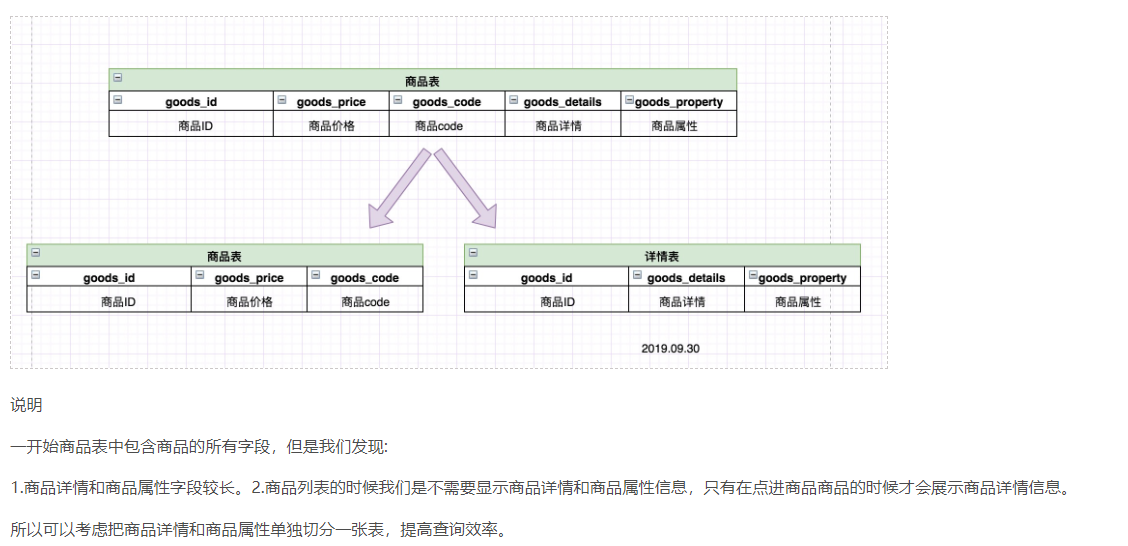 商品表
goods_id goods_price goods_code goods_details goods_property
商品ID 商品价格 商品code 商品详情 商品属性
商品表
goods_id goods_price goods_code
商品ID 商品价格 商品code
详情表
goods_id goods_details goods_property
商品ID 商品详情 商品属性
2019.09.30
说明
一开始商品表中包含商品的所有字段，但是我们发现:
1.商品详情和商品属性字段较长。2.商品列表的时候我们是不需要显示商品详情和商品属性信息，只有在点进商品商品的时候才会展示商品详情信息。
所以可以考虑把商品详情和商品属性单独切分一张表，提高查询效率。